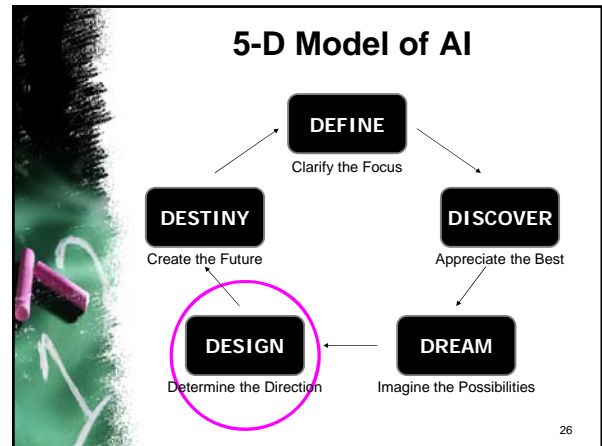 5-D Model of AI
DEFINE
Clarify the Focus
DESTINY
Create the Future
DISCOVER
Appreciate the Best
DESIGN
Determine the Direction
DREAM
Imagine the Possibilities
26